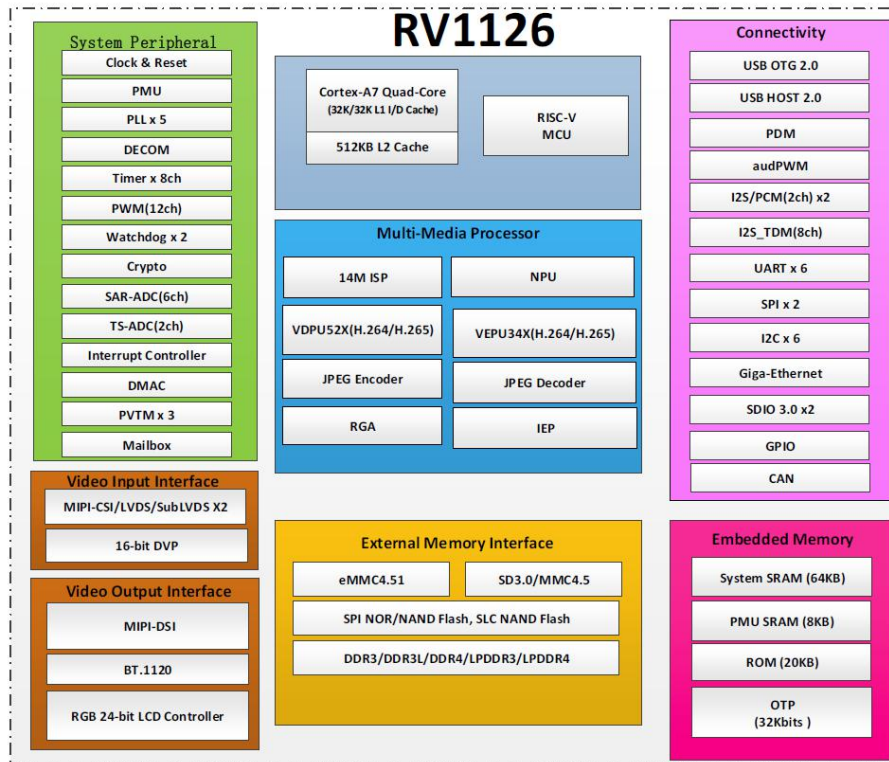 RV1126
System Peripheral
Clock & Reset
PMU
PLL x 5
DECOM
Timer x 8ch
PWM(12ch)
Watchdog x 2
Crypto
SAR-ADC(6ch)
TS-ADC(2ch)
Interrupt Controller
DMAC
PVTM x 3
Mailbox
Video Input Interface
MIPI-CSI/LVDS/SubLVDS X2
16-bit DVP
Video Output Interface
MIPI-DSI
BT.1120
RGB 24-bit LCD Controller
Cortex-A7 Quad-Core
(32K/32K L1 I/D Cache)
512KB L2 Cache
RISC-V
MCU
Multi-Media Processor
14M ISP
NPU
VDPU52X(H.264/H.265)
VEPU34X(H.264/H.265)
JPEG Encoder
JPEG Decoder
RGA
IEP
External Memory Interface
eMMC4.51
SD3.0/MMC4.5
SPI NOR/NAND Flash, SLC NAND Flash
DDR3/DDR3L/DDR4/LPDDR3/LPDDR4
Connectivity
USB OTG 2.0
USB HOST 2.0
PDM
audPWM
I2S/PCM(2ch) x2
I2S_TDM(8ch)
UART x 6
SPI x 2
I2C x 6
Giga-Ethernet
SDIO 3.0 x2
GPIO
CAN
Embedded Memory
System SRAM (64KB)
PMU SRAM (8KB)
ROM (20KB)
OTP
(32Kbits )